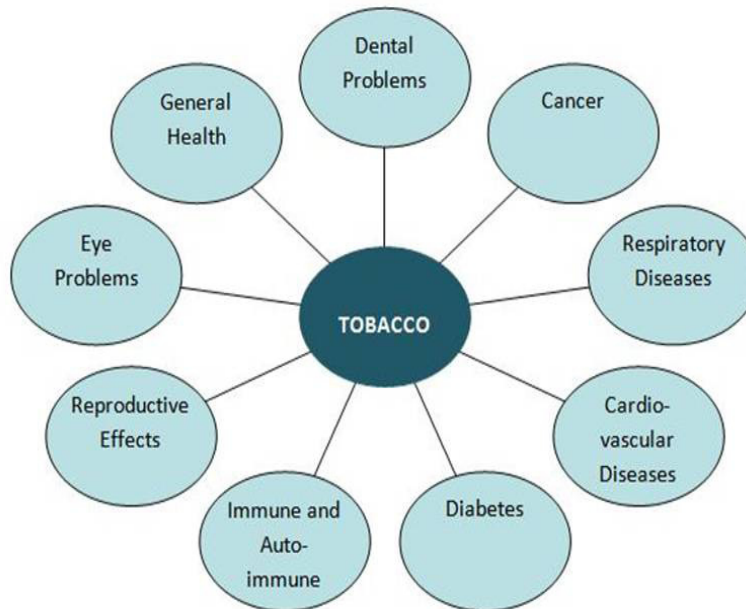 Dental
Problems
Cancer
Respiratory
Diseases
Cardio-
vascular
Diseases
Diabetes
Immune and
Auto-
immune
Reproductive
Effects
Eye
Problems
General
Health
TOBACCO